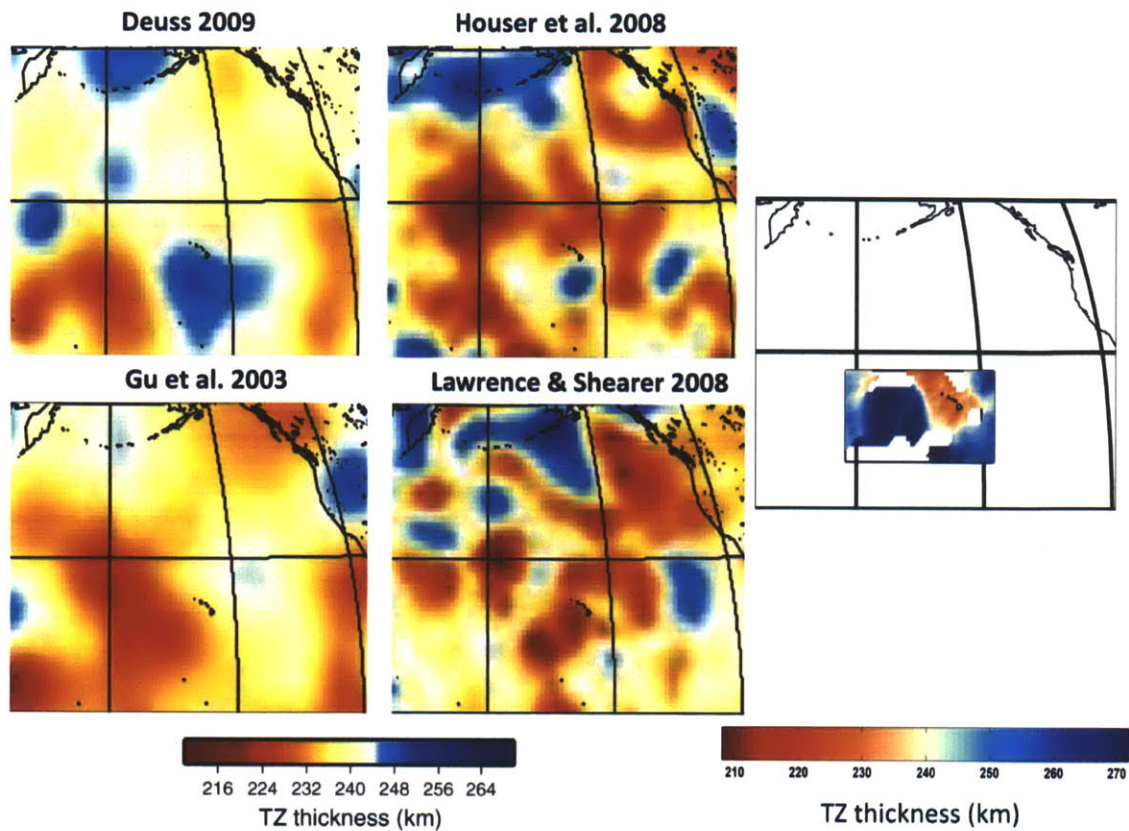 Deuss 2009
Houser et al. 2008
Gu et al. 2003
Lawrence & Shearer 2008
216 224 232 240 248 256 264
TZ thickness (km)
208 210 220 230 240 250 260 270
TZ thickness (km)